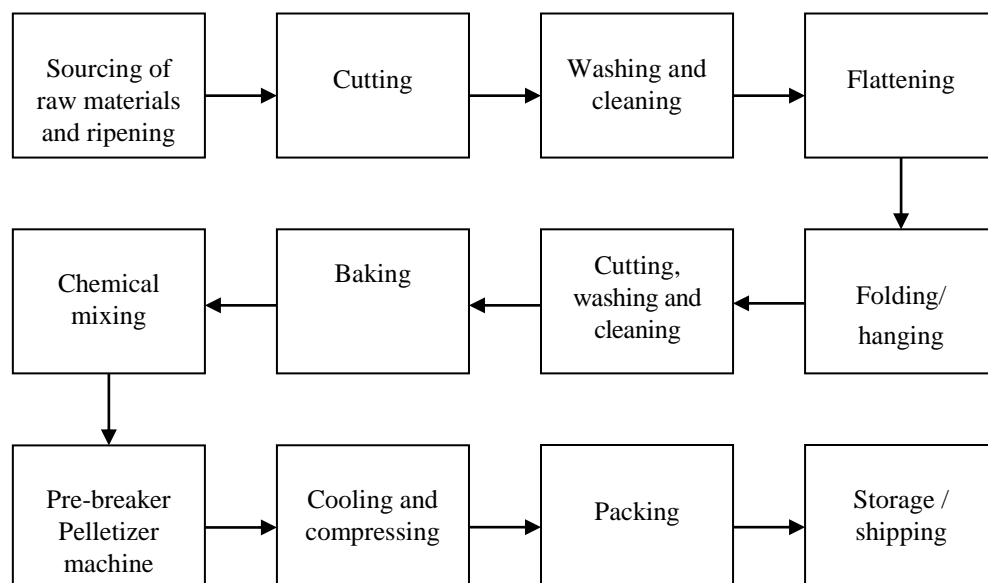 Sourcing of
raw materials
and ripening
Cutting
Washing and
cleaning
Flattening
Folding/
hanging
Cutting,
washing and
cleaning
Baking
Chemical
mixing
Pre-breaker
Pelletizer
machine
Cooling and
compressing
Packing
Storage /
shipping